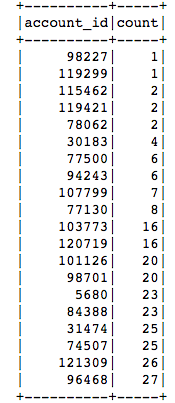 +----------+-----+
|account_id|count|
+----------+-----+
|     98227|    1|
|    119299|    1|
|    115462|    2|
|    119421|    2|
|     78062|    2|
|     30183|    4|
|     77500|    6|
|     94243|    6|
|    107799|    7|
|     77130|    8|
|    103773|   16|
|    120719|   16|
|    101126|   20|
|     98701|   20|
|      5680|   23|
|     84388|   23|
|     31474|   25|
|     74507|   25|
|    121309|   26|
|     96468|   27|
+----------+-----+